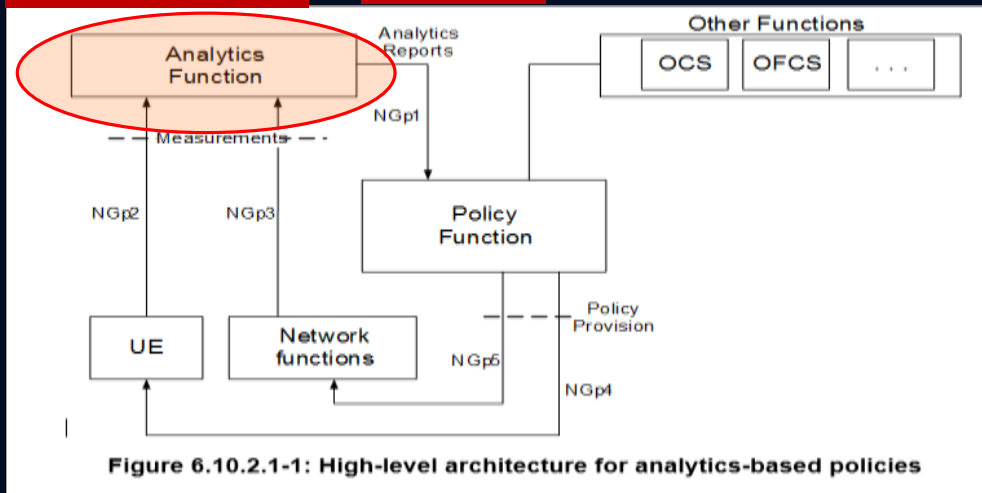 Other Functions
Analytics
Reports
Analytics
Function
OCS
OFCS
. . .
NGp1
Measurements
Policy
Function
NGp2
NGp3
Policy
Provision
UE
Network
functions
NGp5
NGp4
Figure 6.10.2.1-1: High-level architecture for analytics-based policies